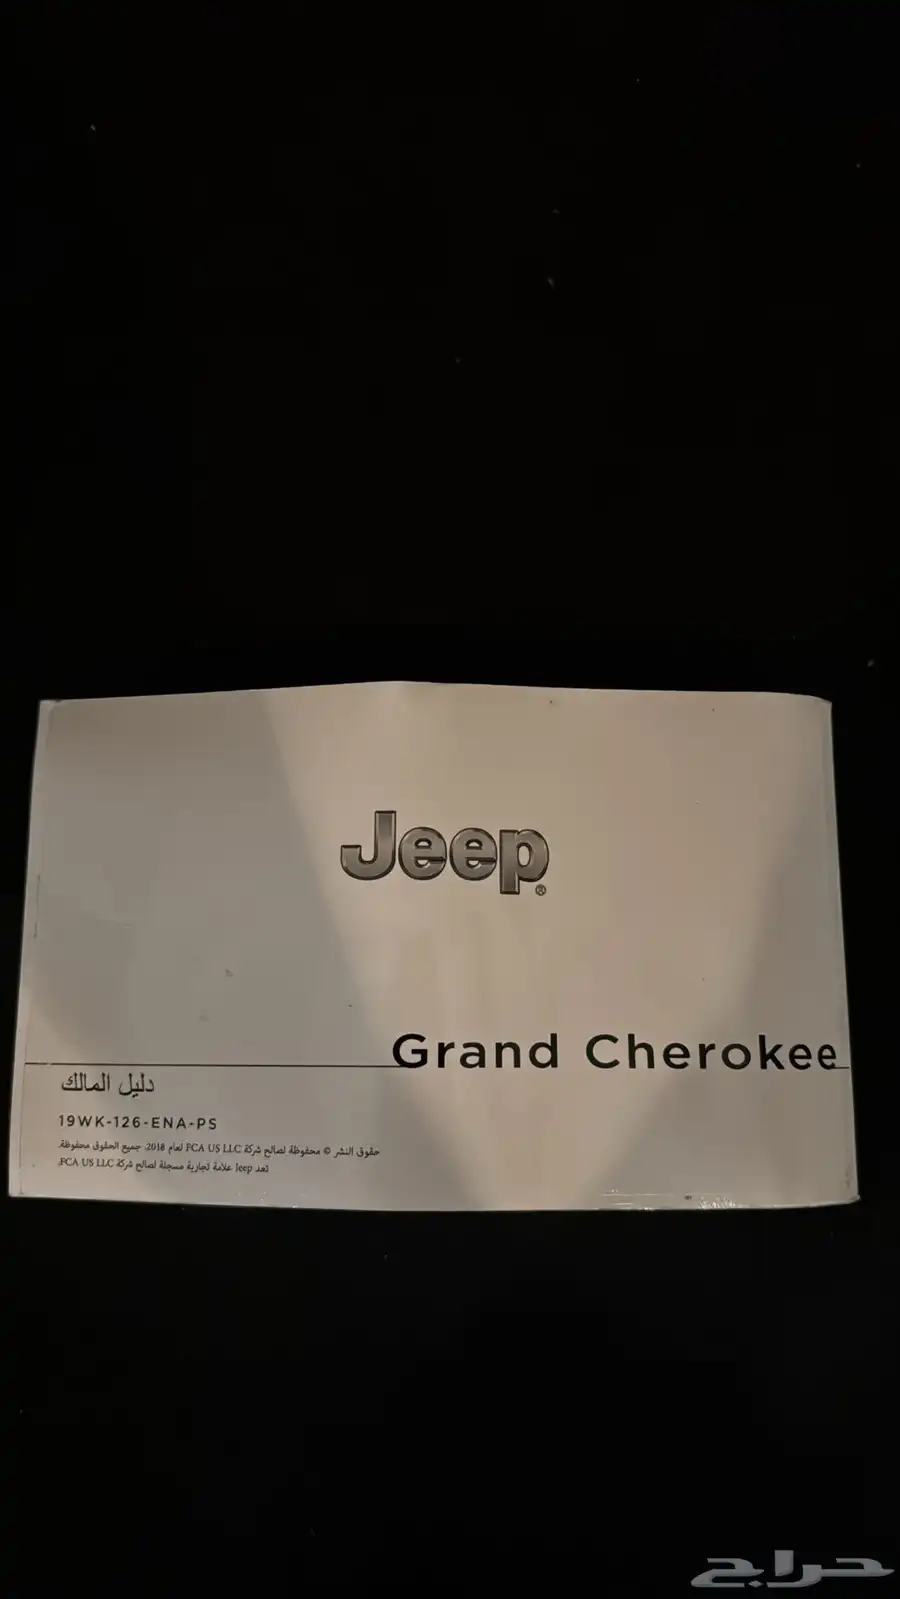 Jeep®
Grand Cherokee
دليل المالك
19WK-126-ENA-PS
حقوق النشر © محفوظة لصالح شركة FCA US LLC لعام 2018. جميع الحقوق محفوظة.
تعد Jeep علامة تجارية مسجلة لصالح شركة FCA US LLC.
حراج